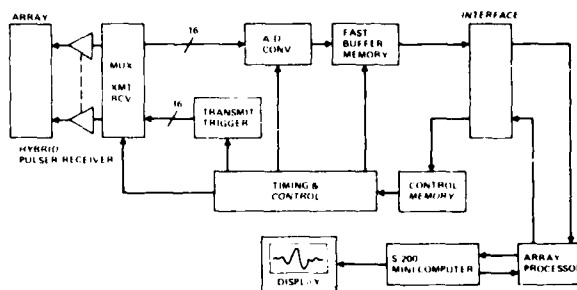 ARRAY
INTERFACE
16
A/D
CONV.
FAST
BUFFER
MEMORY
MUX
XMT
RCV
16
TRANSMIT
TRIGGER
HYBRID
PULSER RECEIVER
TIMING &
CONTROL
CONTROL
MEMORY
S 200
MINICOMPUTER
ARRAY
PROCESSOR
DISPLAY